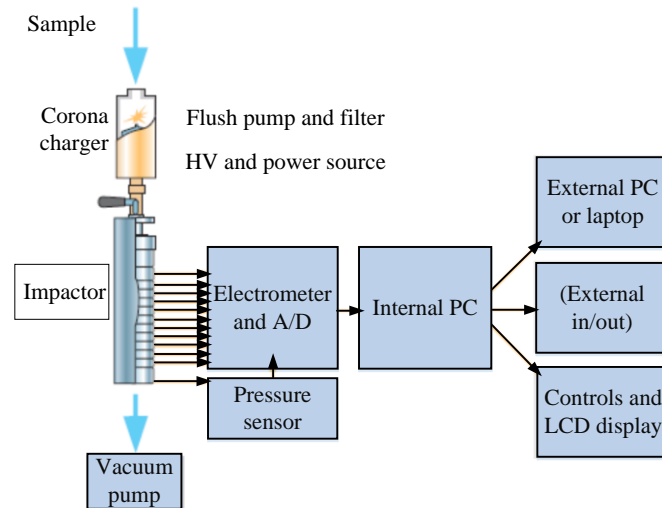 Sample
Corona
charger
Flush pump and filter
HV and power source
Impactor
Electrometer
and A/D
Internal PC
External PC
or laptop
(External
in/out)
Controls and
LCD display
Pressure
sensor
Vacuum
pump